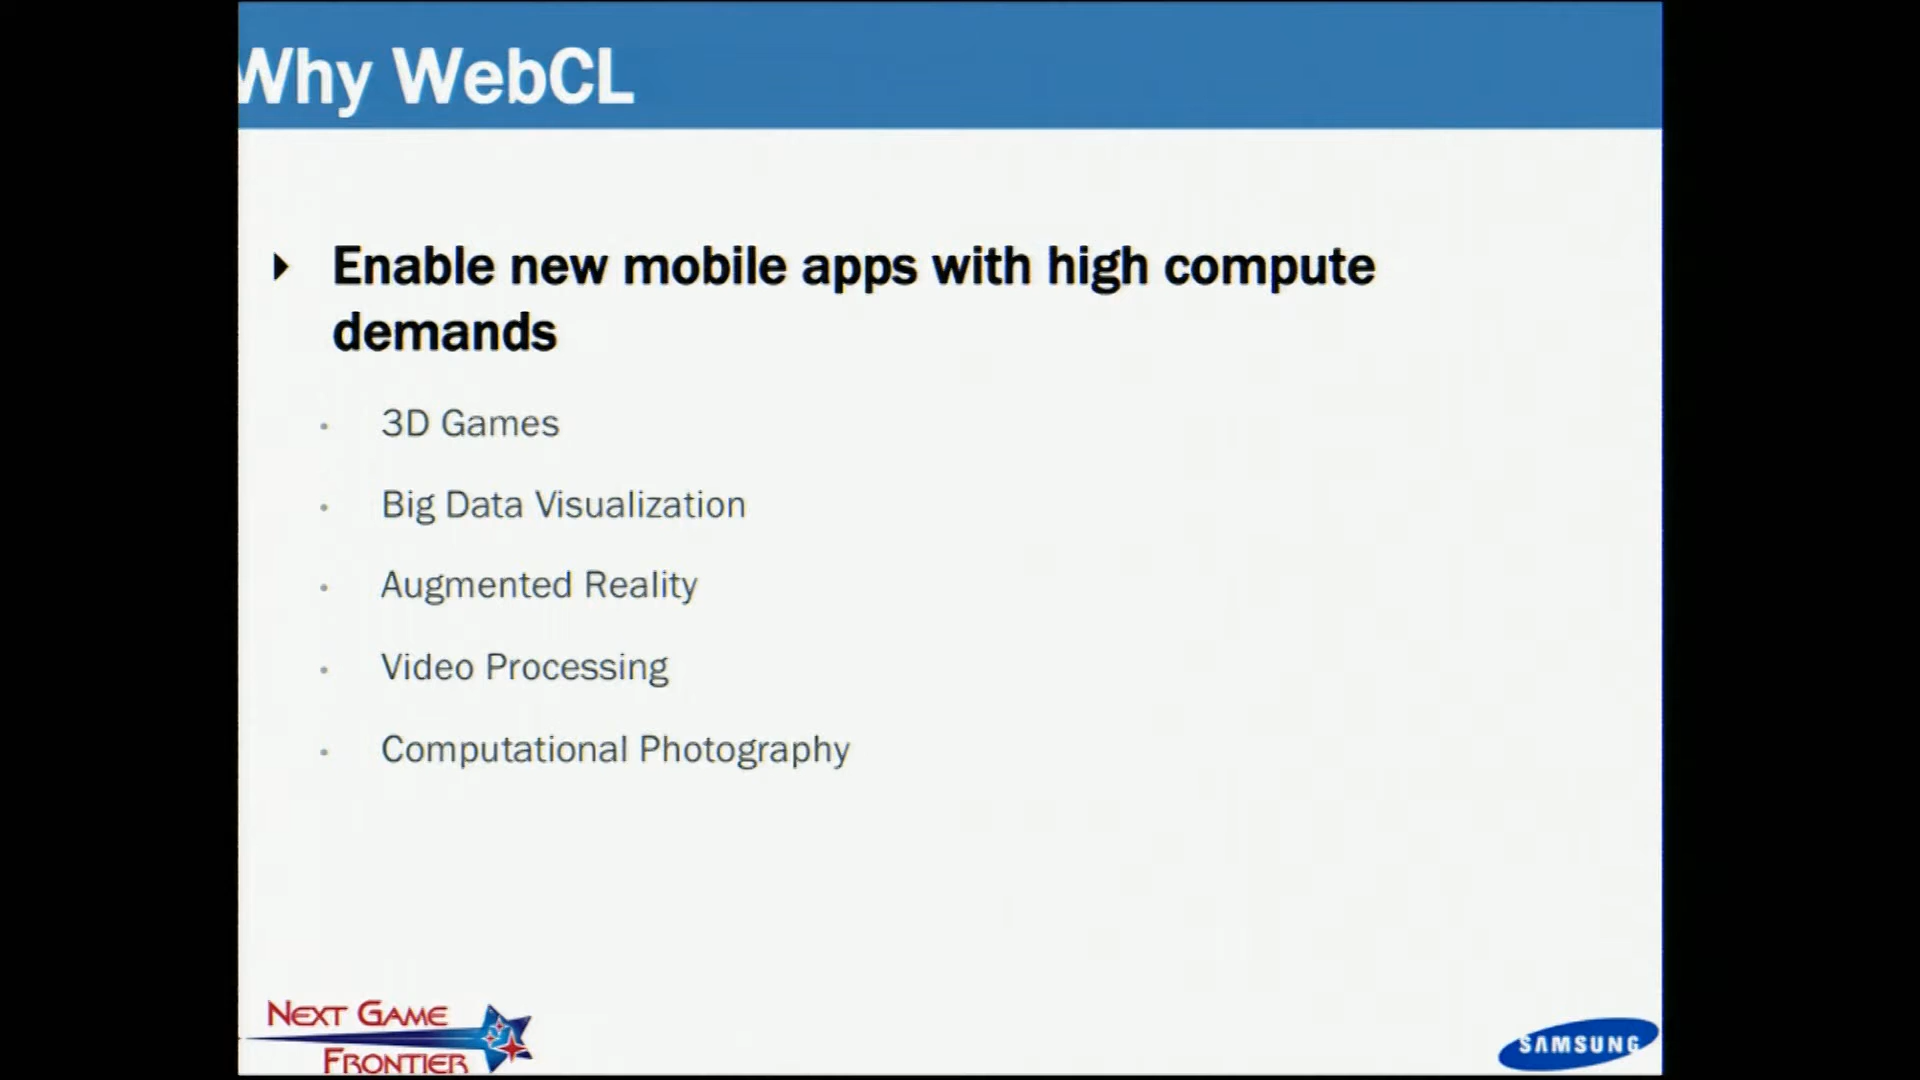 Why WebCL
Enable new mobile apps with high compute
demands
3D Games
Big Data Visualization
Augmented Reality
Video Processing
Computational Photography
NEXT GAME
FRONTIER
SAMSUNG